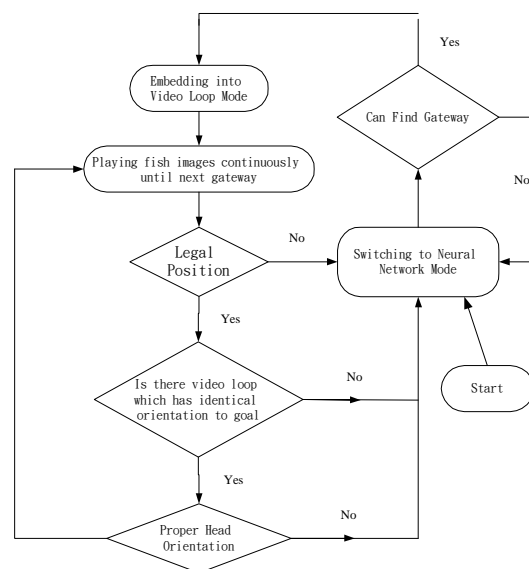 Yes
Embedding into
Video Loop Mode
Can Find Gateway
Playing fish images continuously
until next gateway
No
No
Legal
Position
Switching to Neural
Network Mode
Yes
Is there video loop
which has identical
orientation to goal
No
Start
Yes
No
Proper Head
Orientation